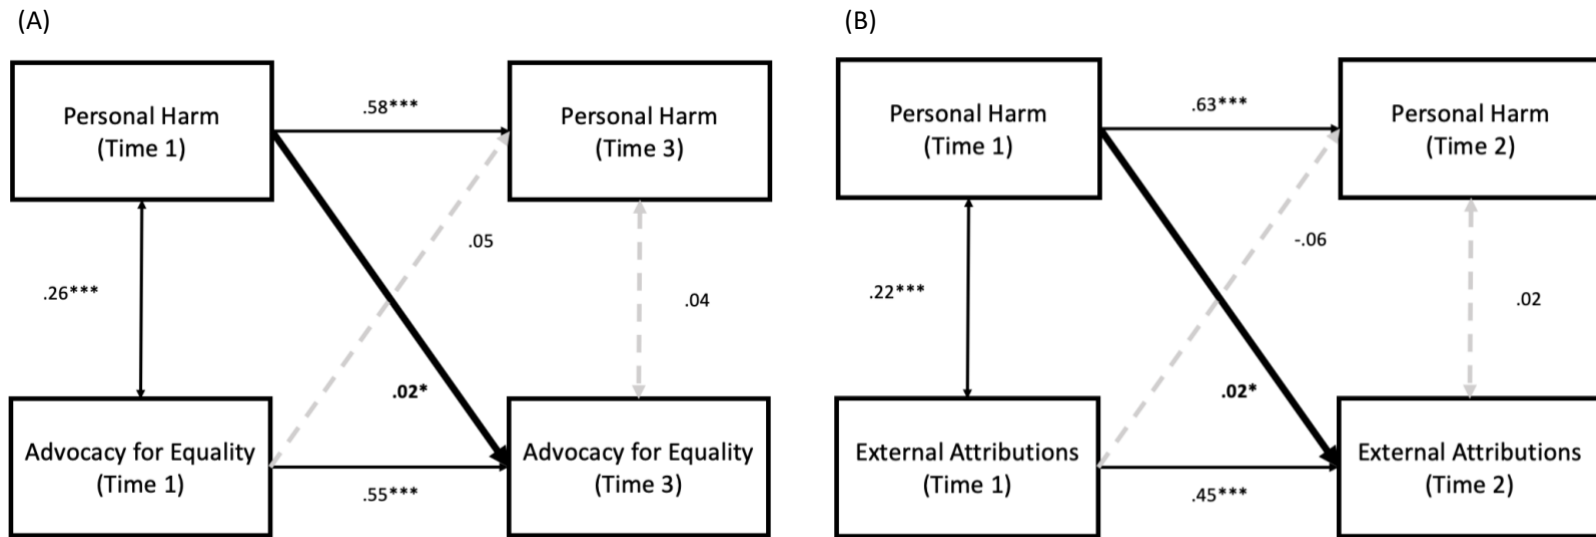 (A)
Personal Harm
(Time 1)
.58***
Personal Harm
(Time 3)
.26***
.05
.04
.02*
Advocacy for Equality
(Time 1)
.55***
Advocacy for Equality
(Time 3)
(B)
Personal Harm
(Time 1)
.63***
Personal Harm
(Time 2)
.22***
-.06
.02
.02*
External Attributions
(Time 1)
.45***
External Attributions
(Time 2)